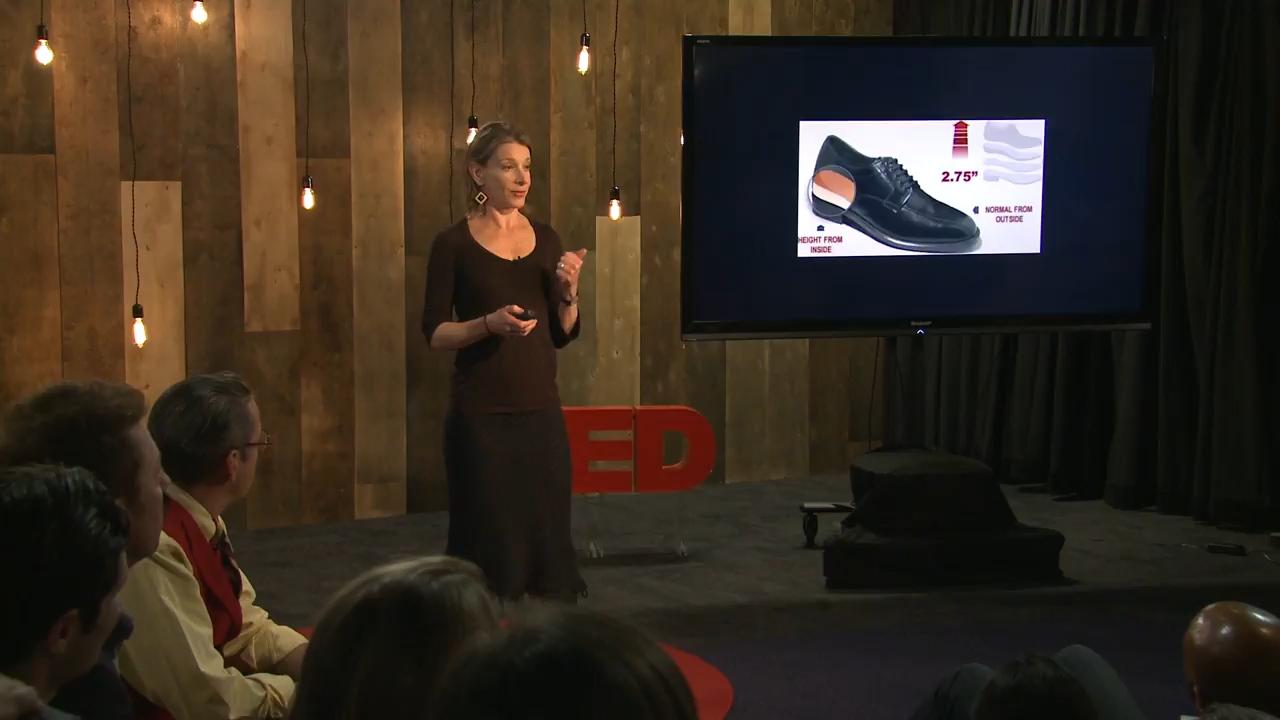 2.75”
NORMAL FROM
OUTSIDE
HEIGHT FROM
INSIDE
ED